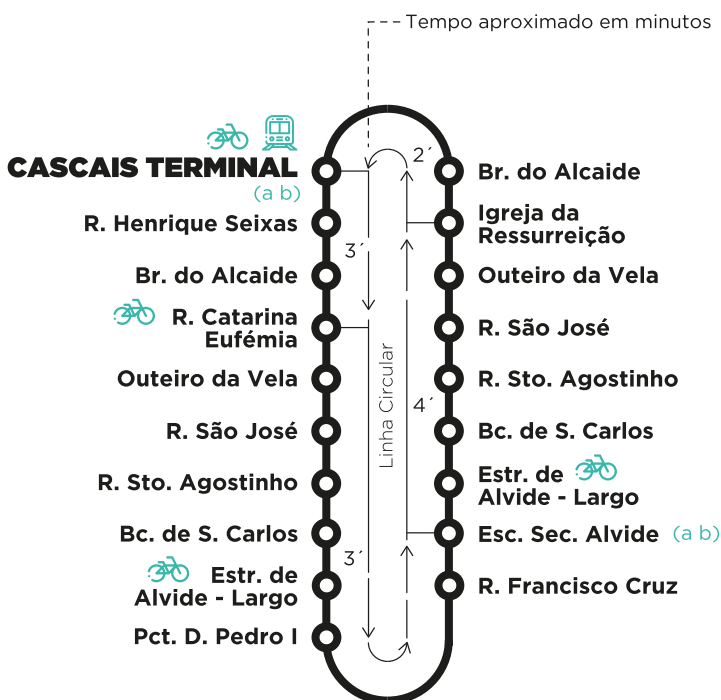 Tempo aproximado em minutos
CASCAIS TERMINAL
(a b)
R. Henrique Seixas
Br. do Alcaide
R. Catarina
Eufémia
Outeiro da Vela
R. São José
R. Sto. Agostinho
Bc. de S. Carlos
Estr. de
Alvide - Largo
Pct. D. Pedro I
3´
3´
Linha Circular
2´
4´
Br. do Alcaide
Igreja da
Ressurreição
Outeiro da Vela
R. São José
R. Sto. Agostinho
Bc. de S. Carlos
Estr. de
Alvide - Largo
Esc. Sec. Alvide (a b)
R. Francisco Cruz